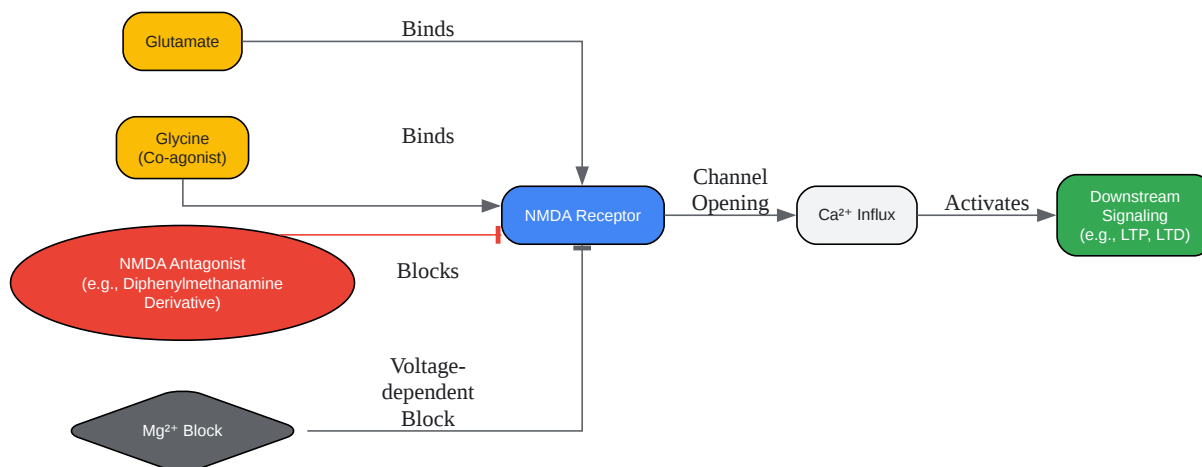 Glutamate
Binds
Glycine
(Co-agonist)
Binds
NMDA Receptor
Channel
Opening
Ca²⁺ Influx
Activates
Downstream
Signaling
(e.g., LTP, LTD)
NMDA Antagonist
(e.g., Diphenylmethanamine
Derivative)
Blocks
Voltage-
dependent
Block
Mg²⁺ Block